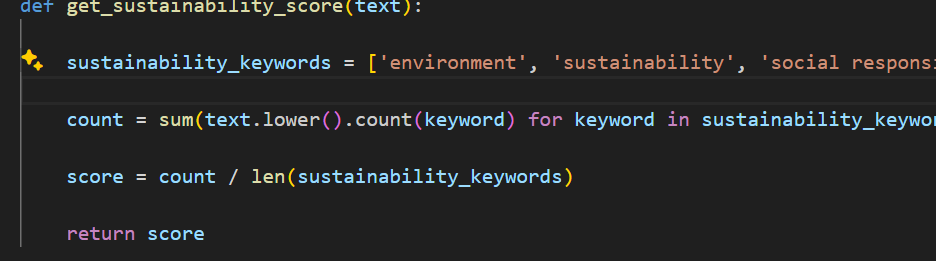 def get_sustainability_score(text):
sustainability_keywords = ['environment', 'sustainability', 'social respons
count = sum(text.lower().count(keyword) for keyword in sustainability_keywo
score = count / len(sustainability_keywords)
return score